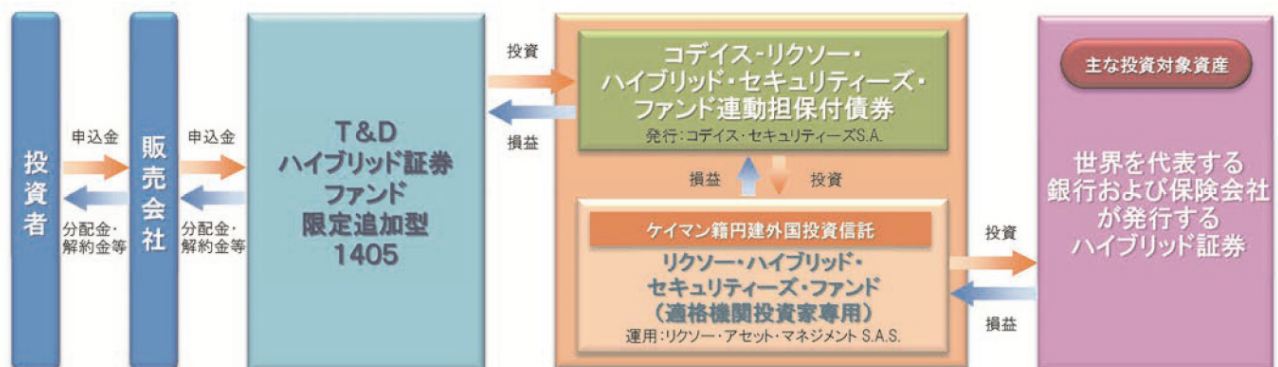 投資者
申込金
分配金・
解約金等
販売会社
申込金
分配金・
解約金等
T&D
ハイブリッド証券
ファンド
限定追加型
1405
投資
損益
コデイス-リクソー・
ハイブリッド・セキュリティーズ・
ファンド連動担保付債券
発行:コデイス・セキュリティーズS.A.
損益
投資
ケイマン籍円建外国投資信託
リクソー・ハイブリッド・
セキュリティーズ・ファンド
(適格機関投資家専用)
運用:リクソー・アセット・マネジメント S.A.S.
投資
損益
主な投資対象資産
世界を代表する
銀行および保険会社
が発行する
ハイブリッド証券